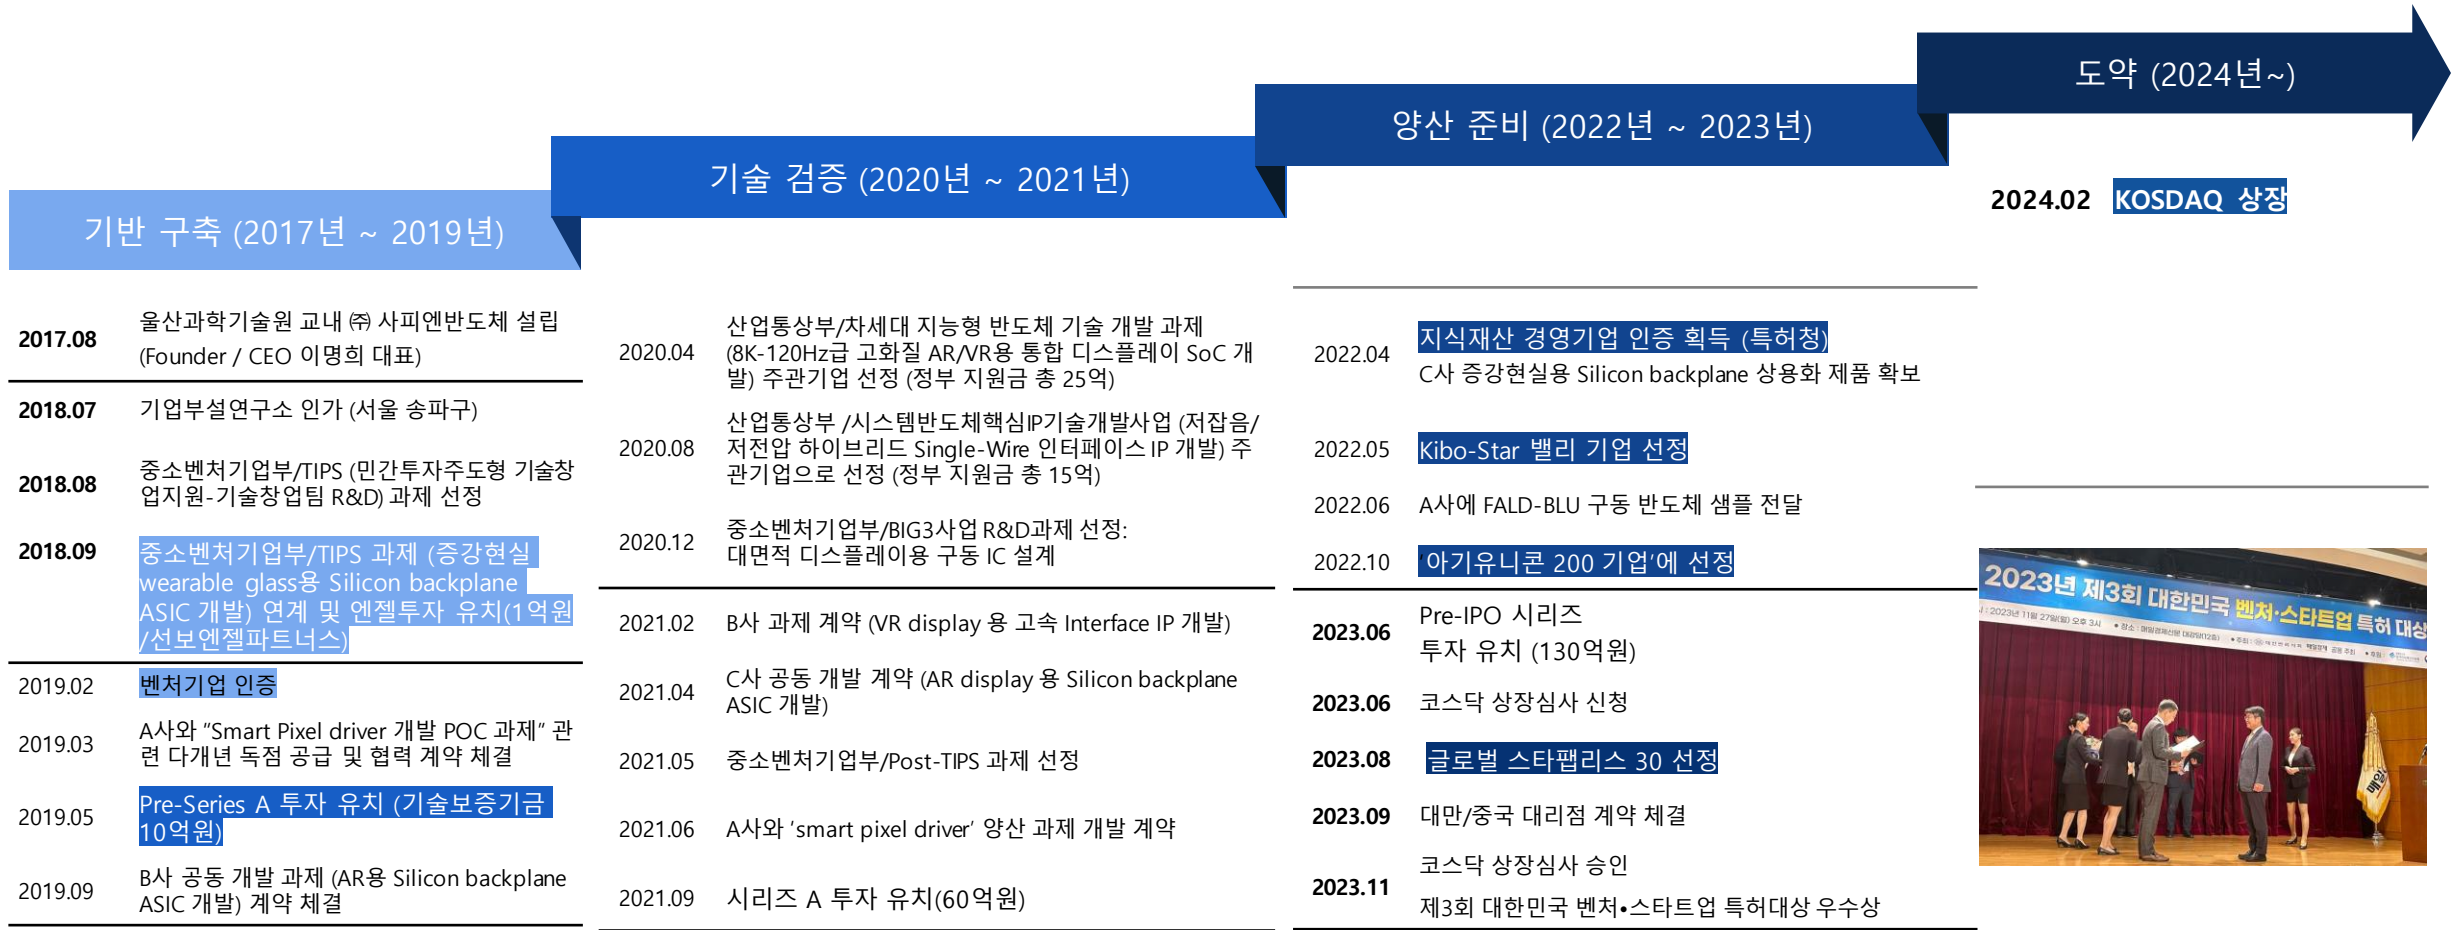 도약 (2024년~)
양산 준비 (2022년 ~ 2023년)
기술 검증 (2020년 ~ 2021년)
기반 구축 (2017년 ~ 2019년)
2017.08
울산과학기술원 교내 ㈜ 사피엔반도체 설립
(Founder / CEO 이명희 대표)
2018.07
기업부설연구소 인가 (서울 송파구)
2018.08
중소벤처기업부/TIPS (민간투자주도형 기술창
업지원-기술창업팀 R&D) 과제 선정
2018.09
중소벤처기업부/TIPS 과제 (증강현실
wearable glass용 Silicon backplane
ASIC 개발) 연계 및 엔젤투자 유치(1억원
/선보엔젤파트너스)
2019.02
벤처기업 인증
2019.03
A사와 “Smart Pixel driver 개발 POC 과제” 관
련 다개년 독점 공급 및 협력 계약 체결
2019.05
Pre-Series A 투자 유치 (기술보증기금
10억원)
2019.09
B사 공동 개발 과제 (AR용 Silicon backplane
ASIC 개발) 계약 체결
2020.04
산업통상부/차세대 지능형 반도체 기술 개발 과제
(8K-120Hz급 고화질 AR/VR용 통합 디스플레이 SoC 개
발) 주관기업 선정 (정부 지원금 총 25억)
2020.08
산업통상부 /시스템반도체핵심IP기술개발사업 (저잡음/
저전압 하이브리드 Single-Wire 인터페이스 IP 개발) 주
관기업으로 선정 (정부 지원금 총 15억)
2020.12
중소벤처기업부/BIG3사업 R&D과제 선정:
대면적 디스플레이용 구동 IC 설계
2021.02
B사 과제 계약 (VR display 용 고속 Interface IP 개발)
2021.04
C사 공동 개발 계약 (AR display 용 Silicon backplane
ASIC 개발)
2021.05
중소벤처기업부/Post-TIPS 과제 선정
2021.06
A사와 ‘smart pixel driver’ 양산 과제 개발 계약
2021.09
시리즈 A 투자 유치(60억원)
2022.04
지식재산 경영기업 인증 획득 (특허청)
C사 증강현실용 Silicon backplane 상용화 제품 확보
2022.05
Kibo-Star 밸리 기업 선정
2022.06
A사에 FALD-BLU 구동 반도체 샘플 전달
2022.10
‘아기유니콘 200 기업’에 선정
2023.06
Pre-IPO 시리즈
투자 유치 (130억원)
2023.06
코스닥 상장심사 신청
2023.08
글로벌 스타팹리스 30 선정
2023.09
대만/중국 대리점 계약 체결
2023.11
코스닥 상장심사 승인
제3회 대한민국 벤처•스타트업 특허대상 우수상
2024.02
KOSDAQ 상장
2023년 제3회 대한민국 벤처·스타트업 특허 대상
: 2023년 11월 27일(월) 오후 3시